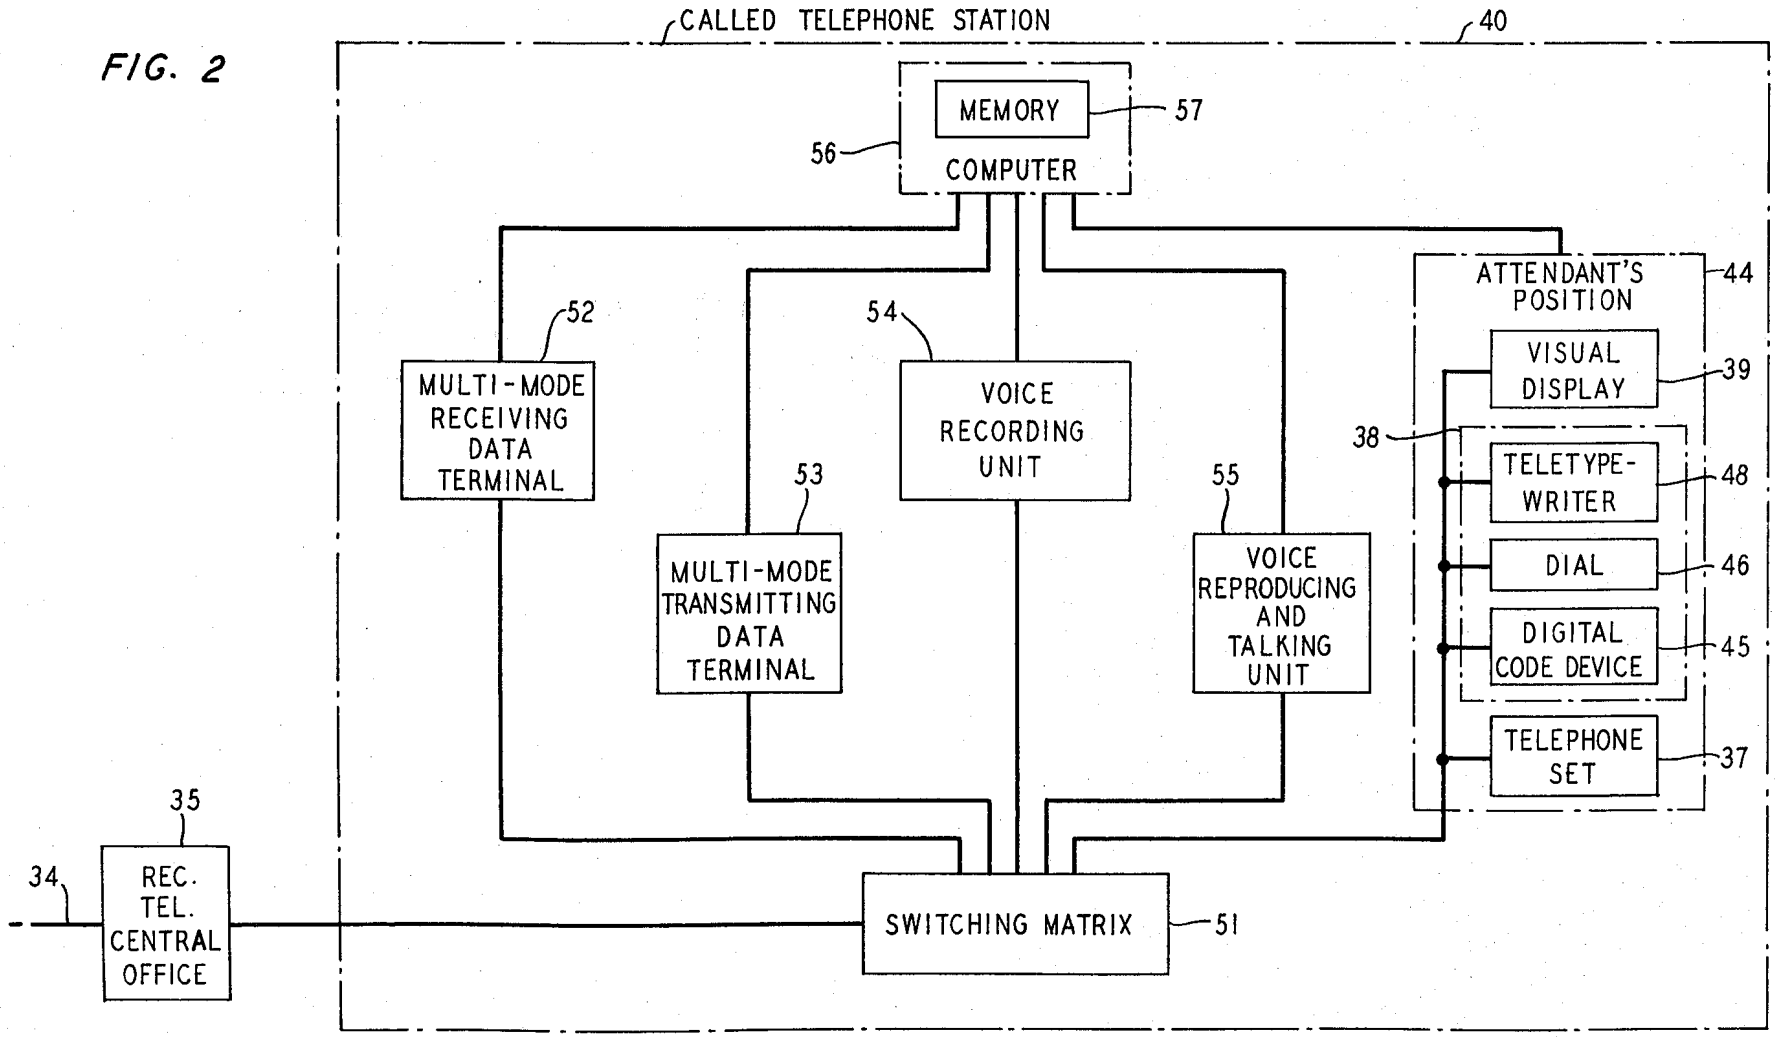 CALLED TELEPHONE STATION
40
FIG. 2
MEMORY
57
56
COMPUTER
44
ATTENDANT'S
POSITION
52
54
VISUAL
DISPLAY
39
MULTI-MODE
RECEIVING
DATA
TERMINAL
VOICE
RECORDING
UNIT
38
TELETYPE-
WRITER
48
53
55
DIAL
46
MULTI-MODE
TRANSMITTING
DATA
TERMINAL
VOICE
REPRODUCING
AND
TALKING
UNIT
DIGITAL
CODE DEVICE
45
TELEPHONE
SET
37
35
34
REC.
TEL.
CENTRAL
OFFICE
SWITCHING MATRIX
51